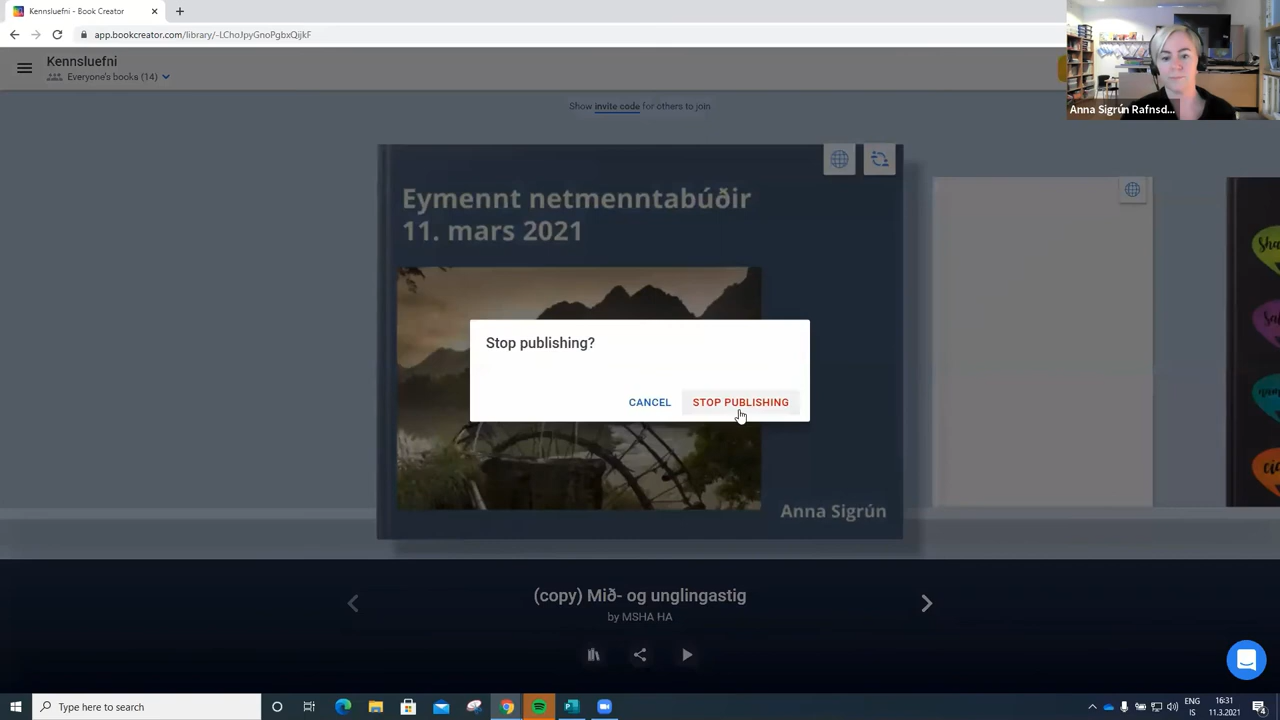 Kennsluefni - Book Creator
app.bookcreator.com/library/-LChoJpyGnoPgbxQijkF
Kennsluefni
Everyone's books (14)
Show invite code for others to join
Anna Sigrún Rafnsd...
Eymennt netmenntabúðir
11. mars 2021
Sha
Stop publishing?
CANCEL
STOP PUBLISHING
Anna Sigrún
(copy) Mið- og unglingastig
by MSHA HA
Type here to search
ENG
IS
16:31
11.3.2021
4